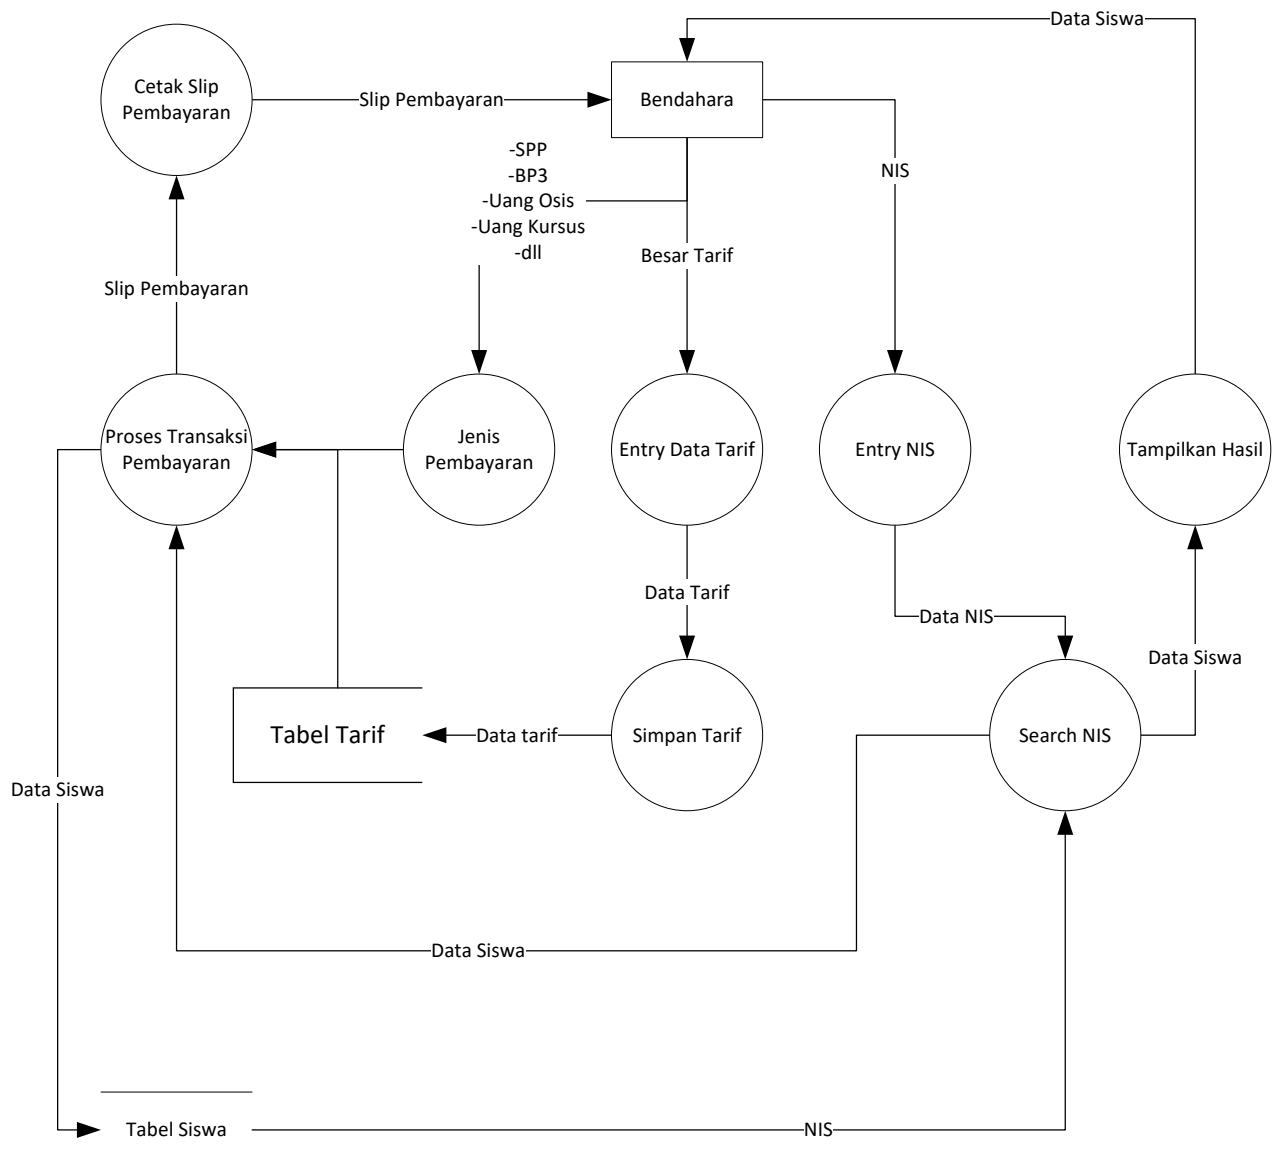 Data Siswa
Cetak Slip
Pembayaran
Slip Pembayaran
Bendahara
-SPP
-BP3
-Uang Osis
-Uang Kursus
-dll
NIS
Besar Tarif
Slip Pembayaran
Proses Transaksi
Pembayaran
Jenis
Pembayaran
Entry Data Tarif
Entry NIS
Tampilkan Hasil
Data Tarif
Data NIS
Data Siswa
Tabel Tarif
Data tarif
Simpan Tarif
Search NIS
Data Siswa
Data Siswa
Tabel Siswa
NIS